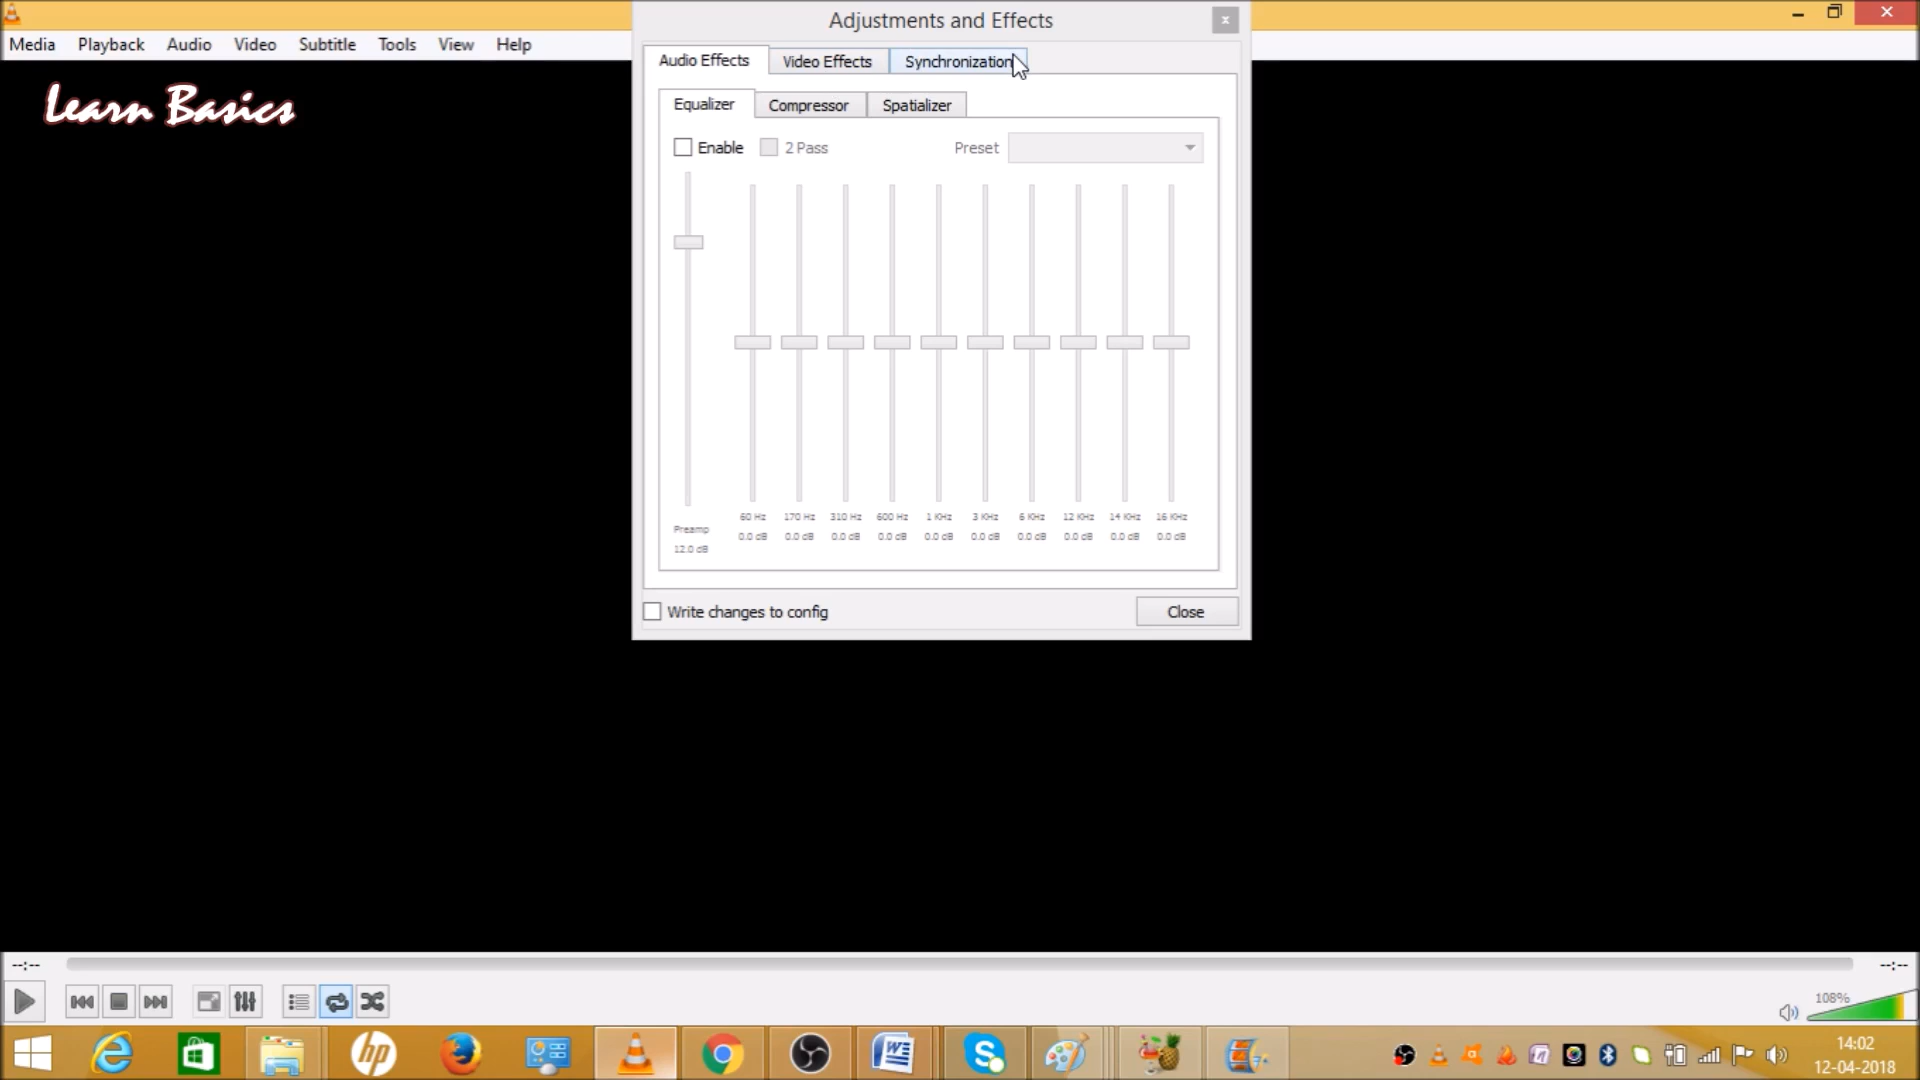 Adjustments and Effects
x
Media Playback Audio Video Subtitle Tools View Help
Audio Effects Video Effects Synchronization
Learn Basics
Equalizer Compressor Spatializer
Enable 2 Pass Preset
60 Hz 170 Hz 310 Hz 600 Hz 1 KHz 3 KHz 6 KHz 12 KHz 14 KHz 16 KHz
Preamp
0.0 dB 0.0 dB 0.0 dB 0.0 dB 0.0 dB 0.0 dB 0.0 dB 0.0 dB 0.0 dB 0.0 dB
12.0 dB
Write changes to config Close
--:-- --:--
108%
hp
14:02
12-04-2018